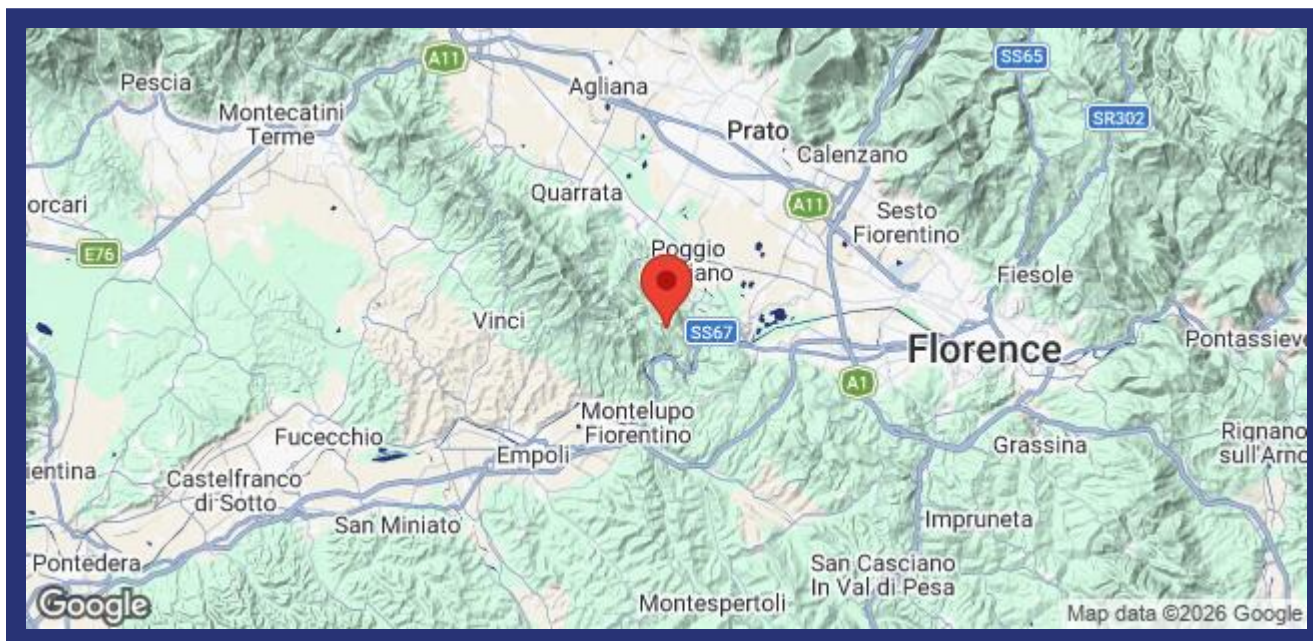 A11
SS65
Pescia
Agliana
Montecatini
Terme
Prato
SR302
Calenzano
Quarrata
orcari
A11
Sesto
Fiorentino
E76
Poggio
iano
Fiesole
Vinci
SS67
Florence
Pontassieve
A1
Montelupo
Fiorentino
Fucecchio
Empoli
Grassina
Rignano
sull'Arno
ientina
Castelfranco
di Sotto
San Miniato
Impruneta
Pontedera
San Casciano
In Val di Pesa
Montespertoli
Google
Map data ©2026 Google